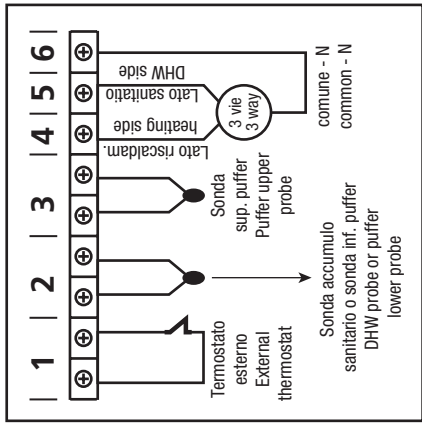 1 2 3 4 5 6
Termostato
esterno
External
thermostat
Sonda accumulo
sanitario o sonda inf. puffer
DHW probe or puffer
lower probe
Sonda
sup. puffer
Puffer upper
probe
Lato riscaldam.
heating side
Lato sanitatio
DHW side
3 vie
3 way
comune - N
common - N